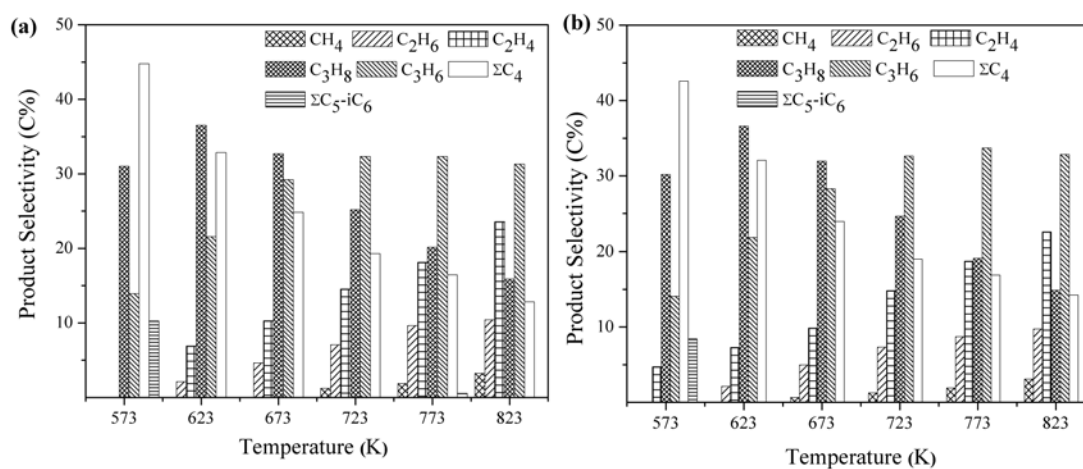 (a)
50
40
30
20
10
Product Selectivity (C%)
CH₄ C₂H₆ C₂H₄
C₃H₈ C₃H₆ ΣC₄
ΣC₅-iC₆
573 623 673 723 773 823
Temperature (K)
(b)
50
40
30
20
10
Product Selectivity (C%)
CH₄ C₂H₆ C₂H₄
C₃H₈ C₃H₆ ΣC₄
ΣC₅-iC₆
573 623 673 723 773 823
Temperature (K)